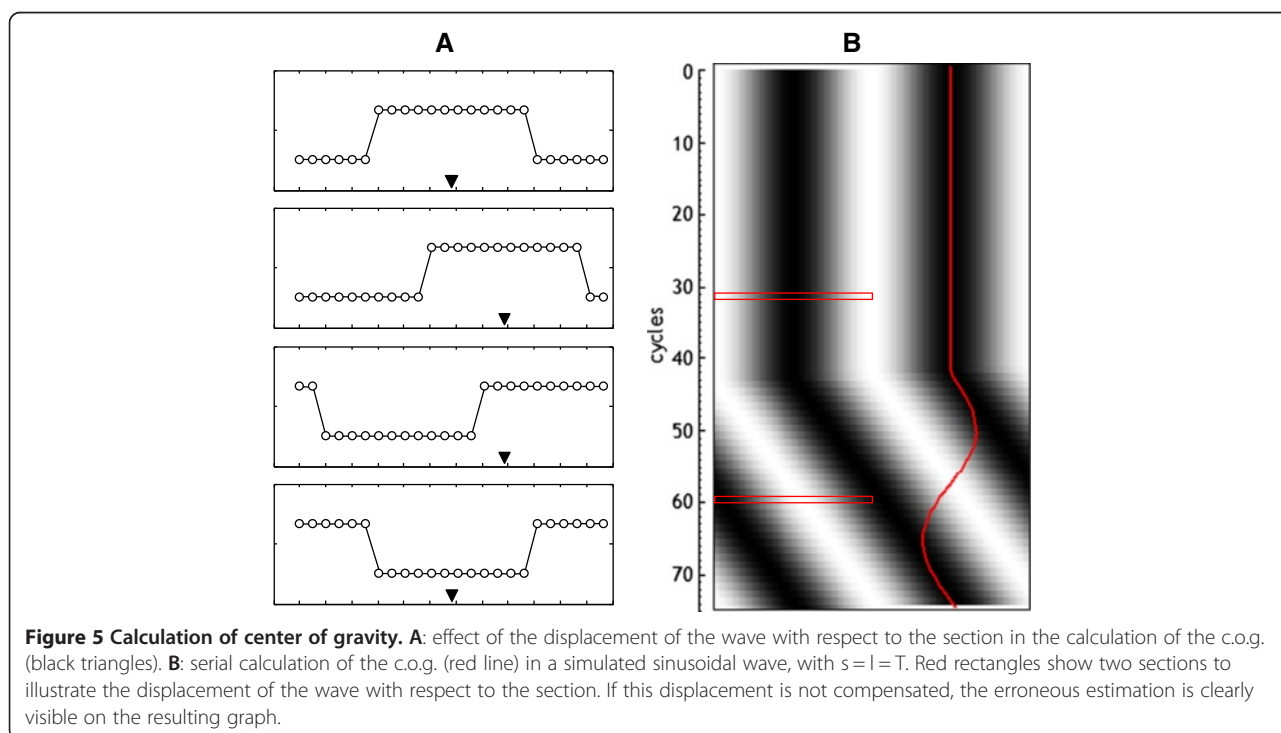 A
B
0
10
20
30
40
50
60
70
cycles
Figure 5 Calculation of center of gravity. A: effect of the displacement of the wave with respect to the section in the calculation of the c.o.g.
(black triangles). B: serial calculation of the c.o.g. (red line) in a simulated sinusoidal wave, with s = l = T. Red rectangles show two sections to
illustrate the displacement of the wave with respect to the section. If this displacement is not compensated, the erroneous estimation is clearly
visible on the resulting graph.